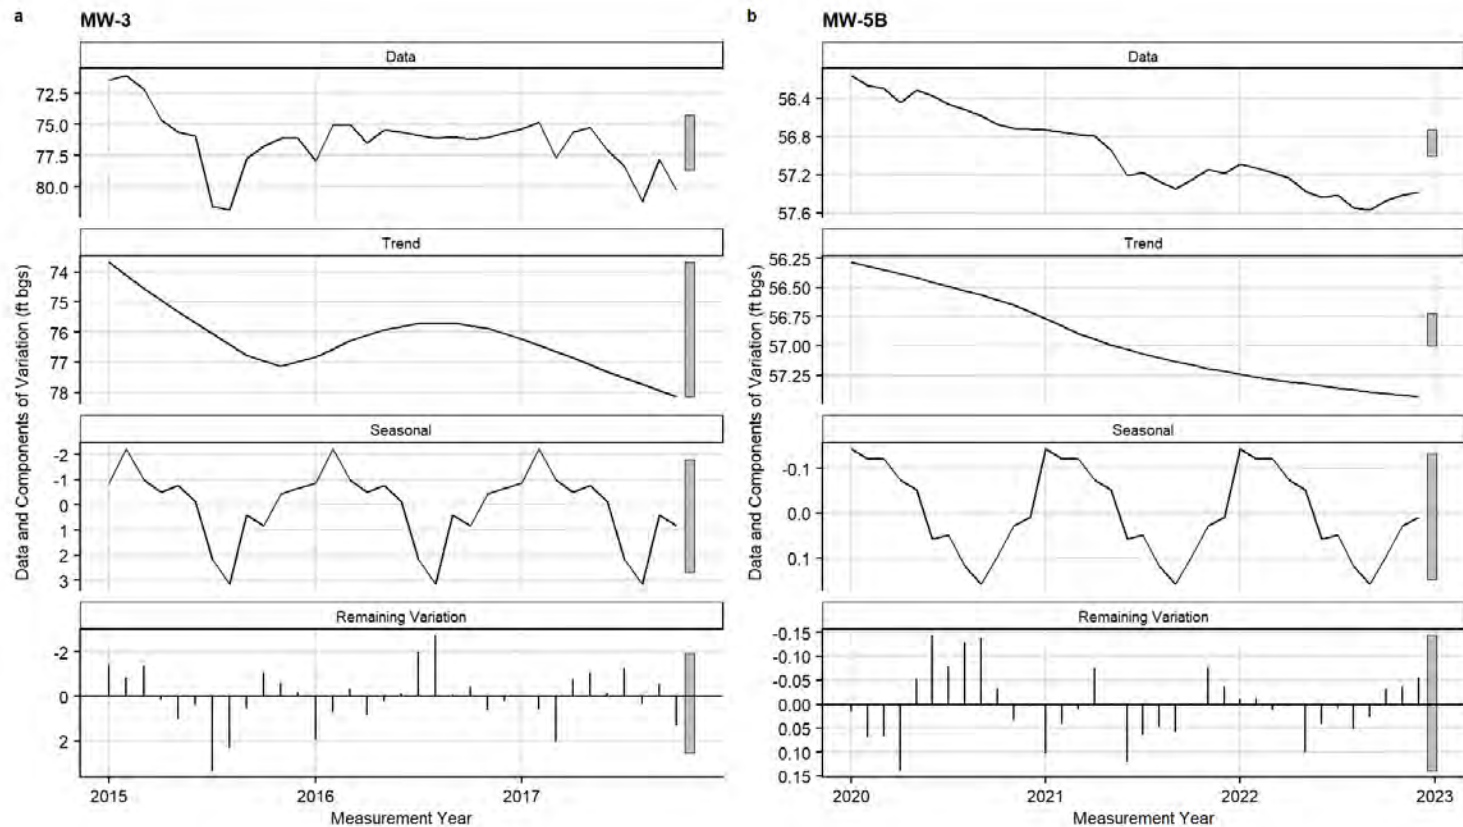 a MW-3
Data
72.5
75.0
77.5
80.0
Trend
74
75
76
77
78
Seasonal
-2
-1
0
1
2
3
Remaining Variation
-2
0
2
2015 2016 2017
Measurement Year
Data and Components of Variation (ft bgs)
b MW-5B
Data
56.4
56.8
57.2
57.6
Trend
56.25
56.50
56.75
57.00
57.25
Seasonal
-0.1
0.0
0.1
Remaining Variation
-0.15
-0.10
-0.05
0.00
0.05
0.10
0.15
2020 2021 2022 2023
Measurement Year
Data and Components of Variation (ft bgs)